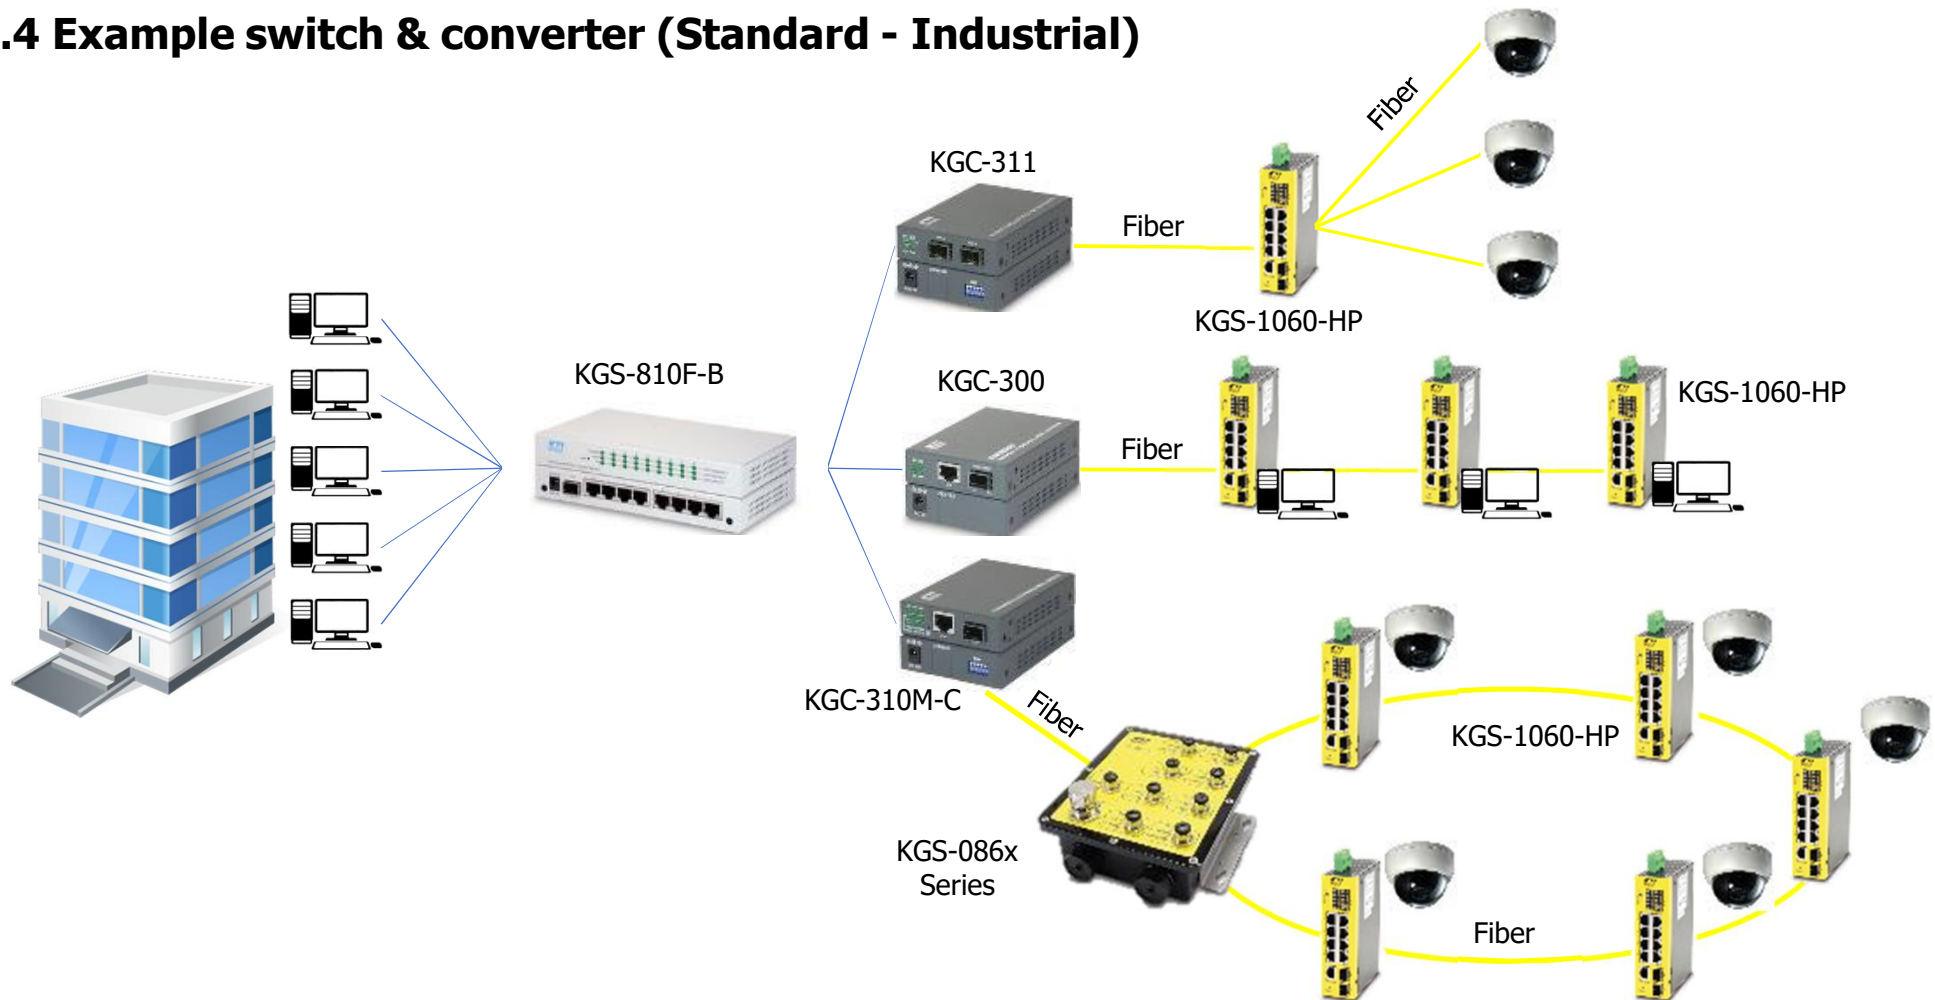 .4 Example switch & converter (Standard - Industrial)
Fiber
KGC-311
Fiber
KGS-1060-HP
KGS-810F-B
KGC-300
KGS-1060-HP
Fiber
KGC-310M-C
Fiber
KGS-1060-HP
KGS-086x
Series
Fiber